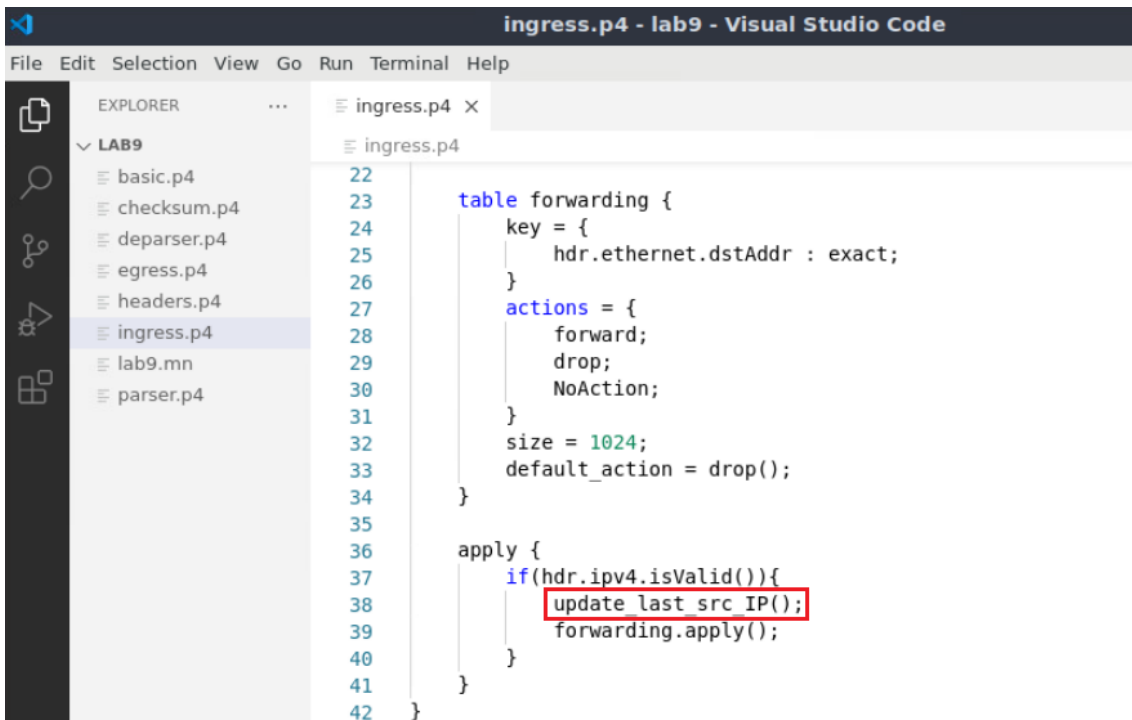 ingress.p4 - lab9 - Visual Studio Code
File Edit Selection View Go Run Terminal Help
EXPLORER ...
LAB9
basic.p4
checksum.p4
deparser.p4
egress.p4
headers.p4
ingress.p4
lab9.mn
parser.p4
ingress.p4
ingress.p4
22
23 table forwarding {
24 key = {
25 hdr.ethernet.dstAddr : exact;
26 }
27 actions = {
28 forward;
29 drop;
30 NoAction;
31 }
32 size = 1024;
33 default_action = drop();
34 }
35
36 apply {
37 if(hdr.ipv4.isValid()){
38 update_last_src_IP();
39 forwarding.apply();
40 }
41 }
42 }